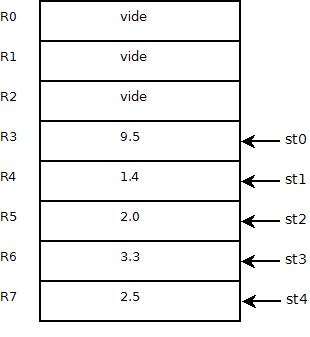 R0 vide
R1 vide
R2 vide
R3 9.5 st0
R4 1.4 st1
R5 2.0 st2
R6 3.3 st3
R7 2.5 st4